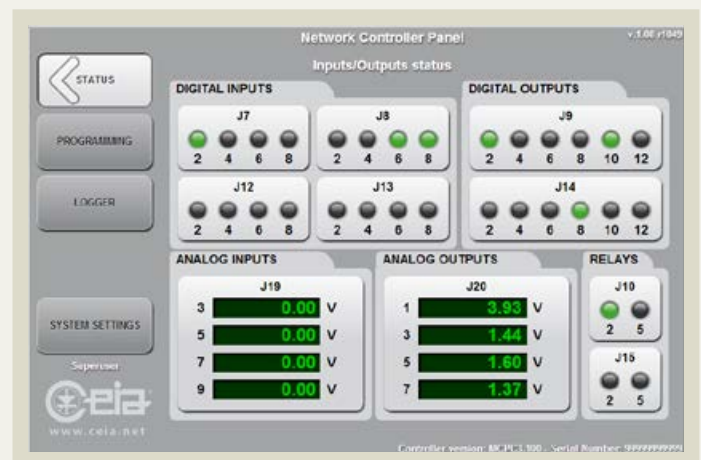 Network Controller Panel
v.1.00 r1049
Inputs/Outputs status
STATUS
PROGRAMMING
LOGGER
SYSTEM SETTINGS
Superuser
ceia
www.ceia.net
DIGITAL INPUTS
J7
2 4 6 8
J8
2 4 6 8
J12
2 4 6 8
J13
2 4 6 8
DIGITAL OUTPUTS
J9
2 4 6 8 10 12
J14
2 4 6 8 10 12
ANALOG INPUTS
J19
3 0.00 V
5 0.00 V
7 0.00 V
9 0.00 V
ANALOG OUTPUTS
J20
1 3.93 V
3 1.44 V
5 1.60 V
7 1.37 V
RELAYS
J10
2 5
J15
2 5
Controller version: MCPC3.100 - Serial Number: 99999999999